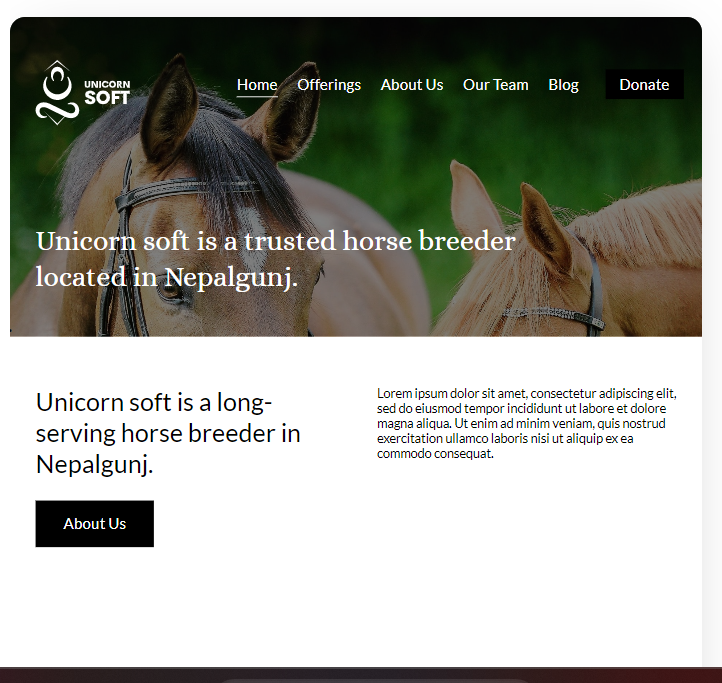 UNICORN
SOFT
Home Offerings About Us Our Team Blog Donate
Unicorn soft is a trusted horse breeder
located in Nepalgunj.
Unicorn soft is a long-
serving horse breeder in
Nepalgunj.
About Us
Lorem ipsum dolor sit amet, consectetur adipiscing elit,
sed do eiusmod tempor incididunt ut labore et dolore
magna aliqua. Ut enim ad minim veniam, quis nostrud
exercitation ullamco laboris nisi ut aliquip ex ea
commodo consequat.